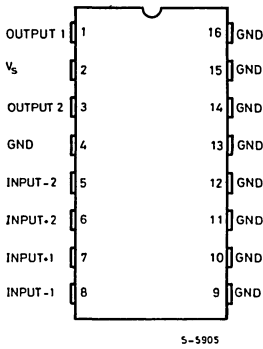 OUTPUT 1 1 16 GND
Vs 2 15 GND
OUTPUT 2 3 14 GND
GND 4 13 GND
INPUT-2 5 12 GND
INPUT+2 6 11 GND
INPUT+1 7 10 GND
INPUT-1 8 9 GND
S-5905